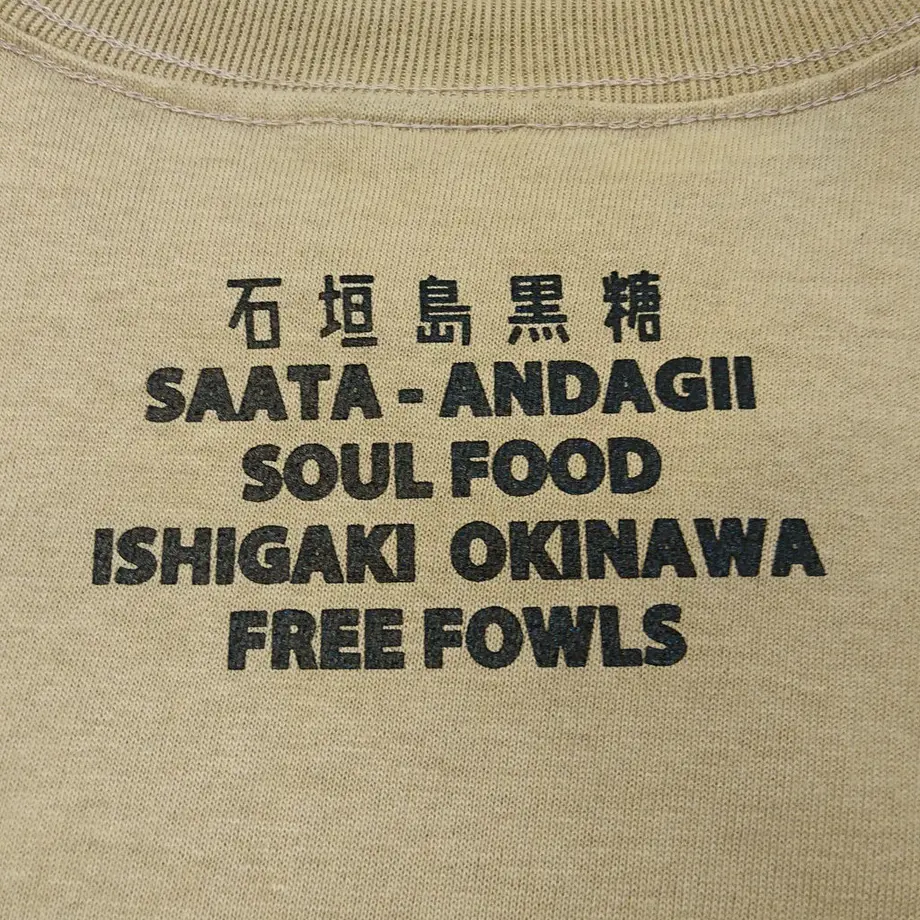 石垣島黒糖
SAATA - ANDAGII
SOUL FOOD
ISHIGAKI OKINAWA
FREE FOWLS